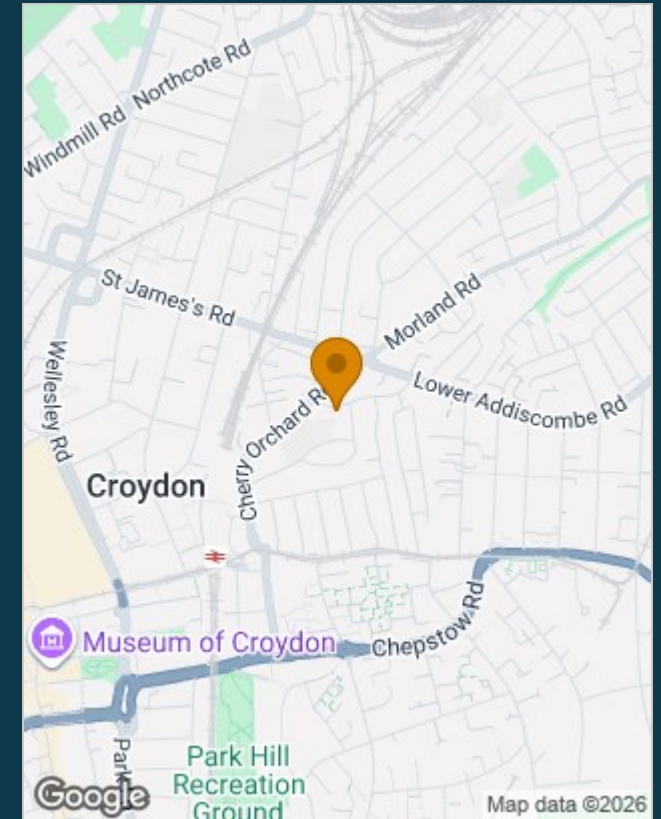 Northcote Rd
Windmill Rd
St James's Rd
Morland Rd
Wellesley Rd
Lower Addiscombe Rd
Cherry Orchard Rd
Croydon
Museum of Croydon
Chepstow Rd
Park
Park Hill
Recreation
Ground
Google
Map data ©2026